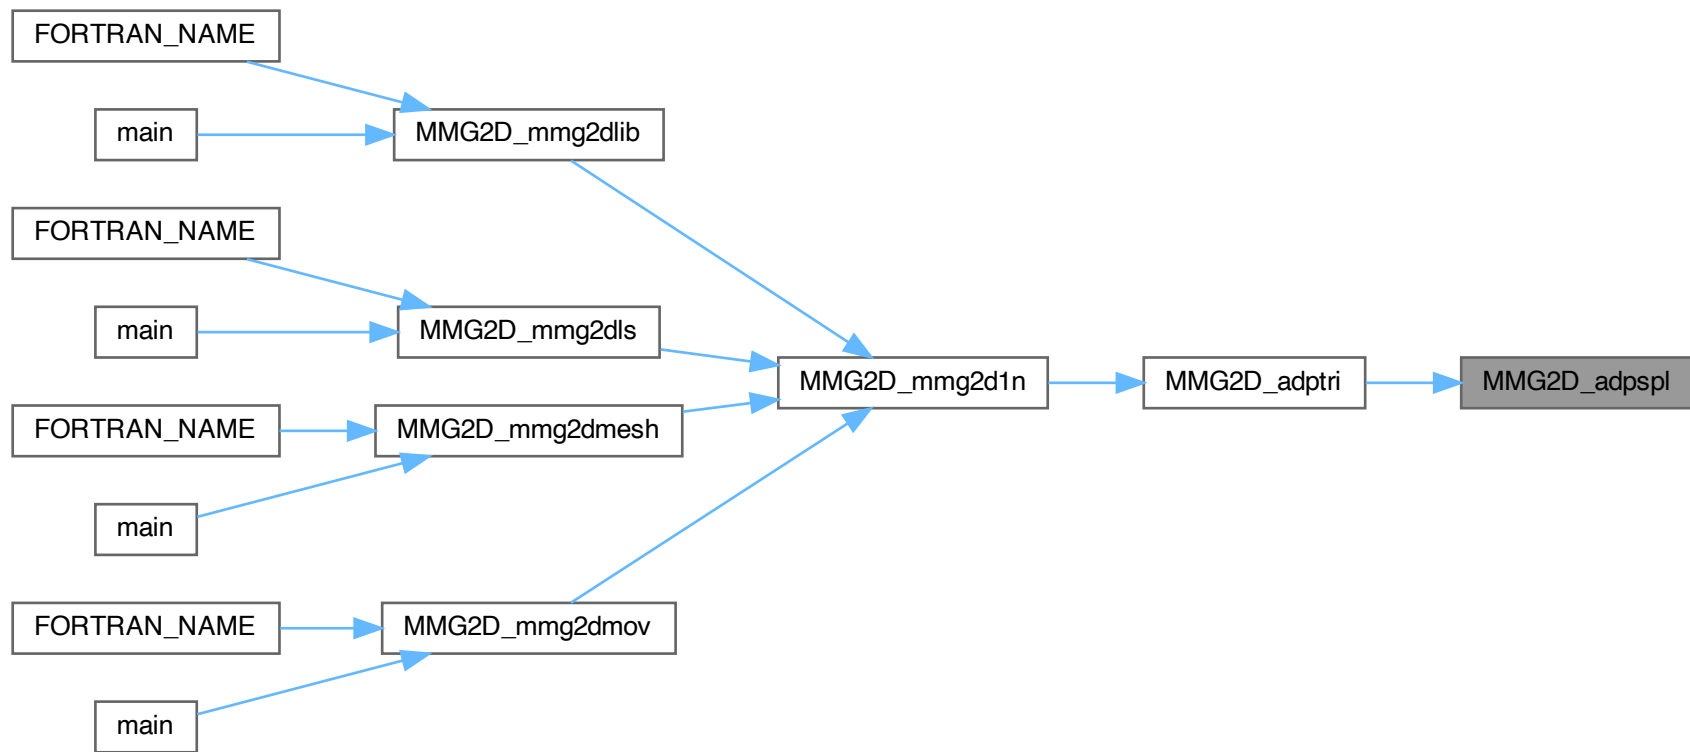 FORTRAN_NAME
main
MMG2D_mmg2dlib
FORTRAN_NAME
main
MMG2D_mmg2dls
MMG2D_mmg2d1n
MMG2D_adptri
MMG2D_adpspl
FORTRAN_NAME
MMG2D_mmg2dmesh
main
FORTRAN_NAME
MMG2D_mmg2dmov
main